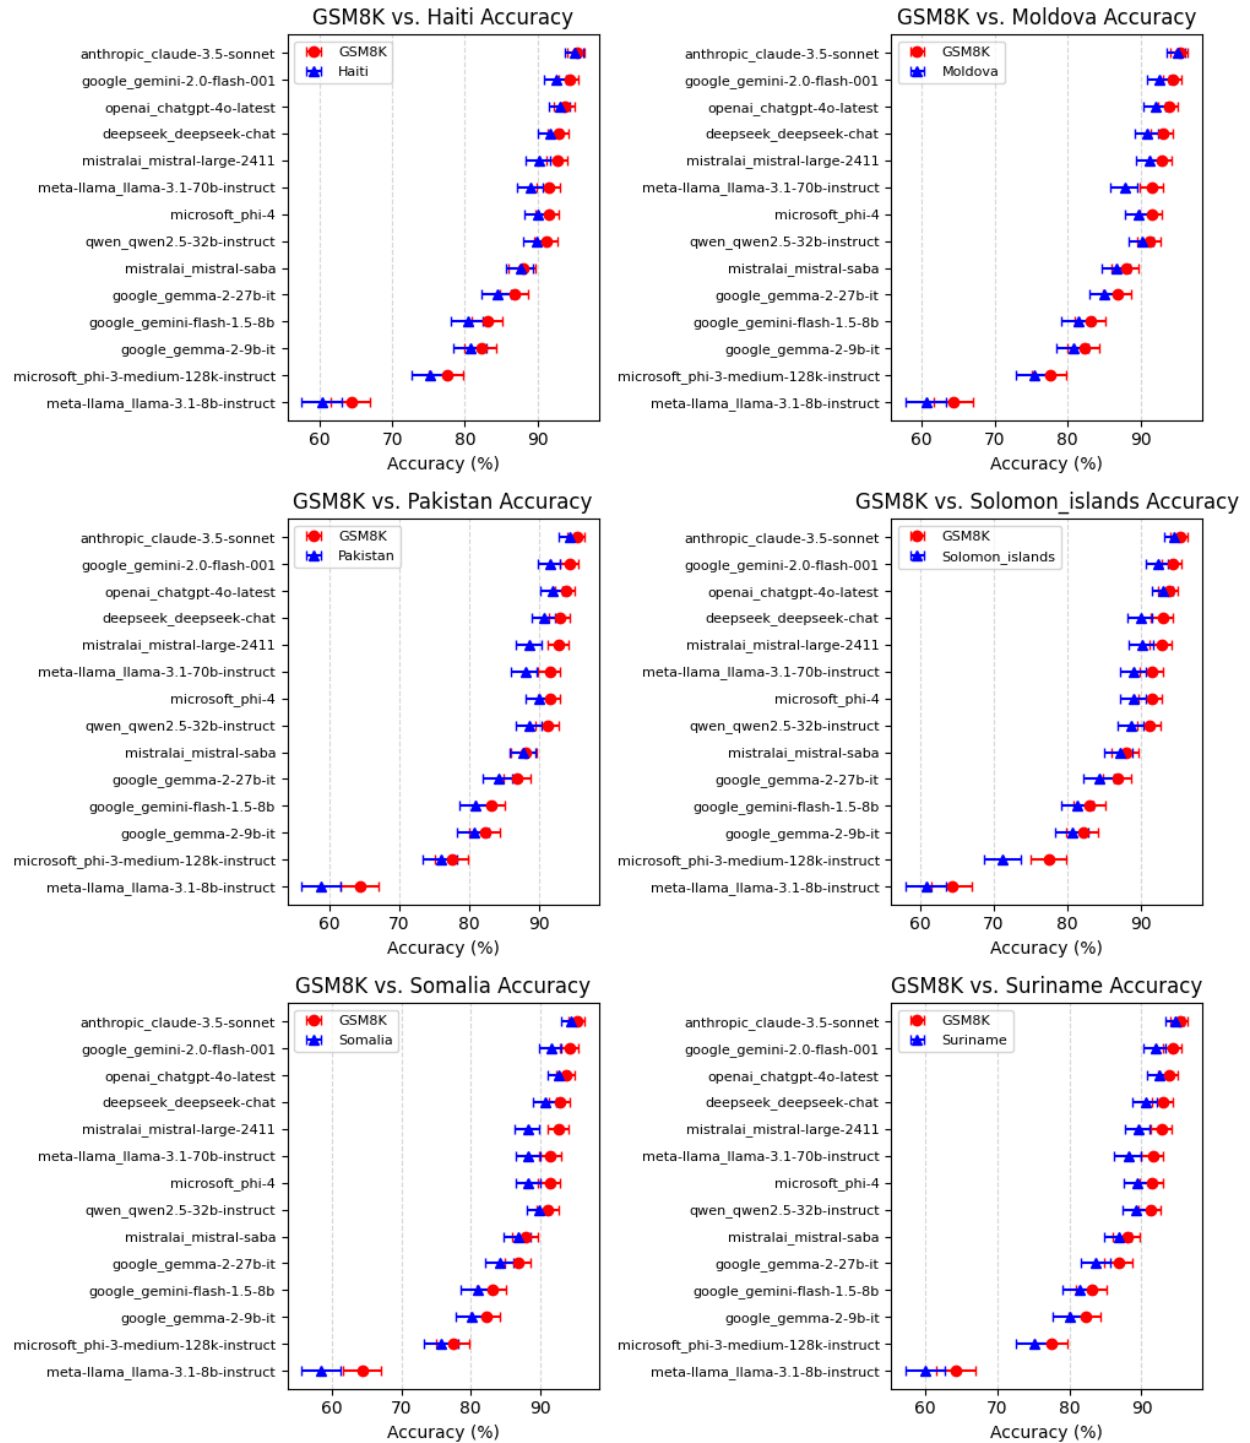 GSM8K vs. Haiti Accuracy
anthropic_claude-3.5-sonnet
google_gemini-2.0-flash-001
openai_chatgpt-4o-latest
deepseek_deepseek-chat
mistralai_mistral-large-2411
meta-llama_llama-3.1-70b-instruct
microsoft_phi-4
qwen_qwen2.5-32b-instruct
mistralai_mistral-saba
google_gemma-2-27b-it
google_gemini-flash-1.5-8b
google_gemma-2-9b-it
microsoft_phi-3-medium-128k-instruct
meta-llama_llama-3.1-8b-instruct
GSM8K
Haiti
60 70 80 90
Accuracy (%)
GSM8K vs. Moldova Accuracy
anthropic_claude-3.5-sonnet
google_gemini-2.0-flash-001
openai_chatgpt-4o-latest
deepseek_deepseek-chat
mistralai_mistral-large-2411
meta-llama_llama-3.1-70b-instruct
microsoft_phi-4
qwen_qwen2.5-32b-instruct
mistralai_mistral-saba
google_gemma-2-27b-it
google_gemini-flash-1.5-8b
google_gemma-2-9b-it
microsoft_phi-3-medium-128k-instruct
meta-llama_llama-3.1-8b-instruct
GSM8K
Moldova
60 70 80 90
Accuracy (%)
GSM8K vs. Pakistan Accuracy
anthropic_claude-3.5-sonnet
google_gemini-2.0-flash-001
openai_chatgpt-4o-latest
deepseek_deepseek-chat
mistralai_mistral-large-2411
meta-llama_llama-3.1-70b-instruct
microsoft_phi-4
qwen_qwen2.5-32b-instruct
mistralai_mistral-saba
google_gemma-2-27b-it
google_gemini-flash-1.5-8b
google_gemma-2-9b-it
microsoft_phi-3-medium-128k-instruct
meta-llama_llama-3.1-8b-instruct
GSM8K
Pakistan
60 70 80 90
Accuracy (%)
GSM8K vs. Solomon_islands Accuracy
anthropic_claude-3.5-sonnet
google_gemini-2.0-flash-001
openai_chatgpt-4o-latest
deepseek_deepseek-chat
mistralai_mistral-large-2411
meta-llama_llama-3.1-70b-instruct
microsoft_phi-4
qwen_qwen2.5-32b-instruct
mistralai_mistral-saba
google_gemma-2-27b-it
google_gemini-flash-1.5-8b
google_gemma-2-9b-it
microsoft_phi-3-medium-128k-instruct
meta-llama_llama-3.1-8b-instruct
GSM8K
Solomon_islands
60 70 80 90
Accuracy (%)
GSM8K vs. Somalia Accuracy
anthropic_claude-3.5-sonnet
google_gemini-2.0-flash-001
openai_chatgpt-4o-latest
deepseek_deepseek-chat
mistralai_mistral-large-2411
meta-llama_llama-3.1-70b-instruct
microsoft_phi-4
qwen_qwen2.5-32b-instruct
mistralai_mistral-saba
google_gemma-2-27b-it
google_gemini-flash-1.5-8b
google_gemma-2-9b-it
microsoft_phi-3-medium-128k-instruct
meta-llama_llama-3.1-8b-instruct
GSM8K
Somalia
60 70 80 90
Accuracy (%)
GSM8K vs. Suriname Accuracy
anthropic_claude-3.5-sonnet
google_gemini-2.0-flash-001
openai_chatgpt-4o-latest
deepseek_deepseek-chat
mistralai_mistral-large-2411
meta-llama_llama-3.1-70b-instruct
microsoft_phi-4
qwen_qwen2.5-32b-instruct
mistralai_mistral-saba
google_gemma-2-27b-it
google_gemini-flash-1.5-8b
google_gemma-2-9b-it
microsoft_phi-3-medium-128k-instruct
meta-llama_llama-3.1-8b-instruct
GSM8K
Suriname
60 70 80 90
Accuracy (%)